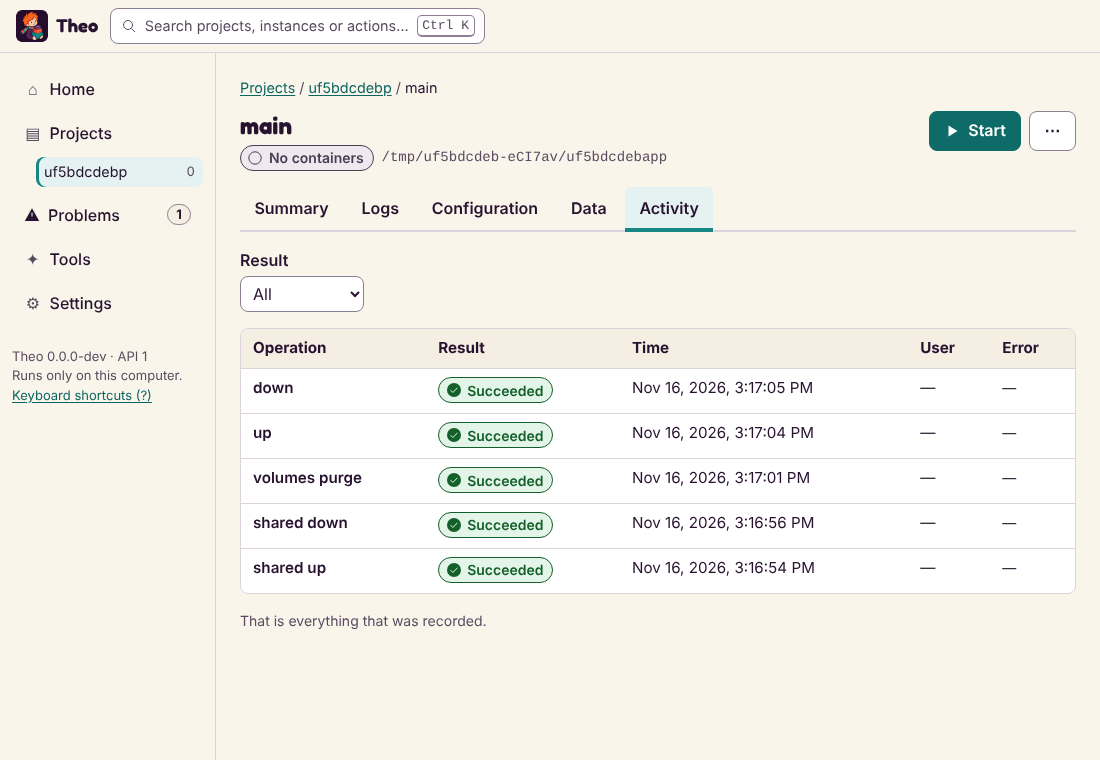 Theo
Search projects, instances or actions... Ctrl K
Home
Projects
uf5bdcdebp 0
Problems 1
Tools
Settings
Theo 0.0.0-dev · API 1
Runs only on this computer.
Keyboard shortcuts (?)
Projects / uf5bdcdebp / main
main
Start
No containers /tmp/uf5bdcdeb-eCI7av/uf5bdcdebapp
Summary Logs Configuration Data Activity
Result
All
Operation Result Time User Error
down Succeeded Nov 16, 2026, 3:17:05 PM — —
up Succeeded Nov 16, 2026, 3:17:04 PM — —
volumes purge Succeeded Nov 16, 2026, 3:17:01 PM — —
shared down Succeeded Nov 16, 2026, 3:16:56 PM — —
shared up Succeeded Nov 16, 2026, 3:16:54 PM — —
That is everything that was recorded.